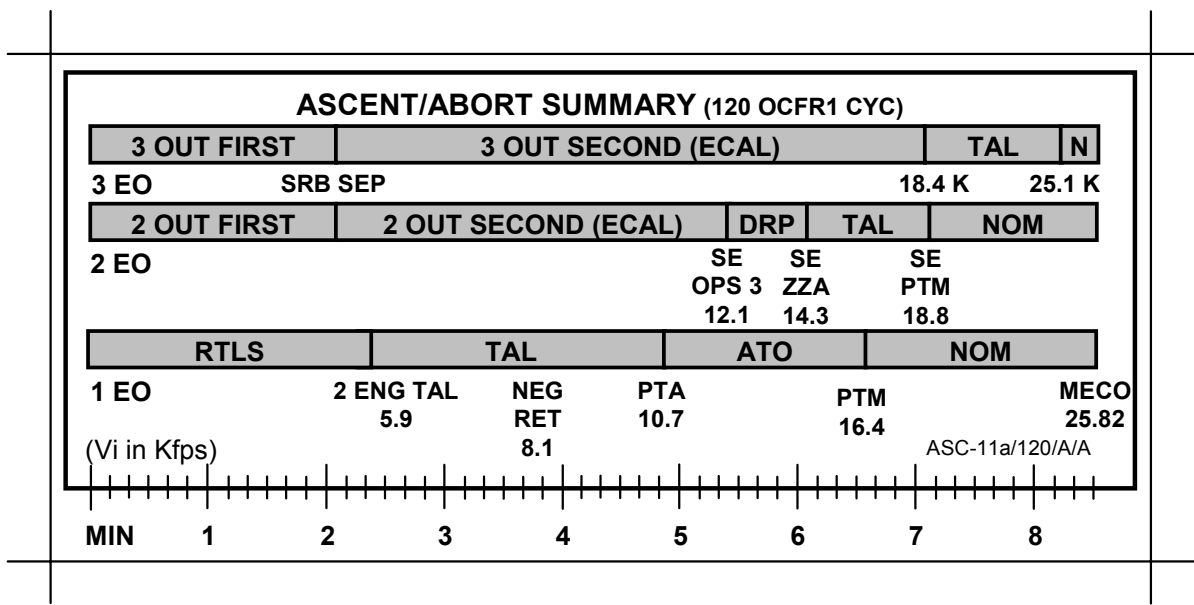 ASCENT/ABORT SUMMARY (120 OCFR1 CYC)
3 OUT FIRST 3 OUT SECOND (ECAL) TAL N
3 EO SRB SEP 18.4 K 25.1 K
2 OUT FIRST 2 OUT SECOND (ECAL) DRP TAL NOM
2 EO SE SE SE
OPS 3 ZZA PTM
12.1 14.3 18.8
RTLS TAL ATO NOM
1 EO 2 ENG TAL NEG PTA PTM MECO
5.9 RET 10.7 16.4 25.82
(Vi in Kfps) 8.1 ASC-11a/120/A/A
MIN 1 2 3 4 5 6 7 8